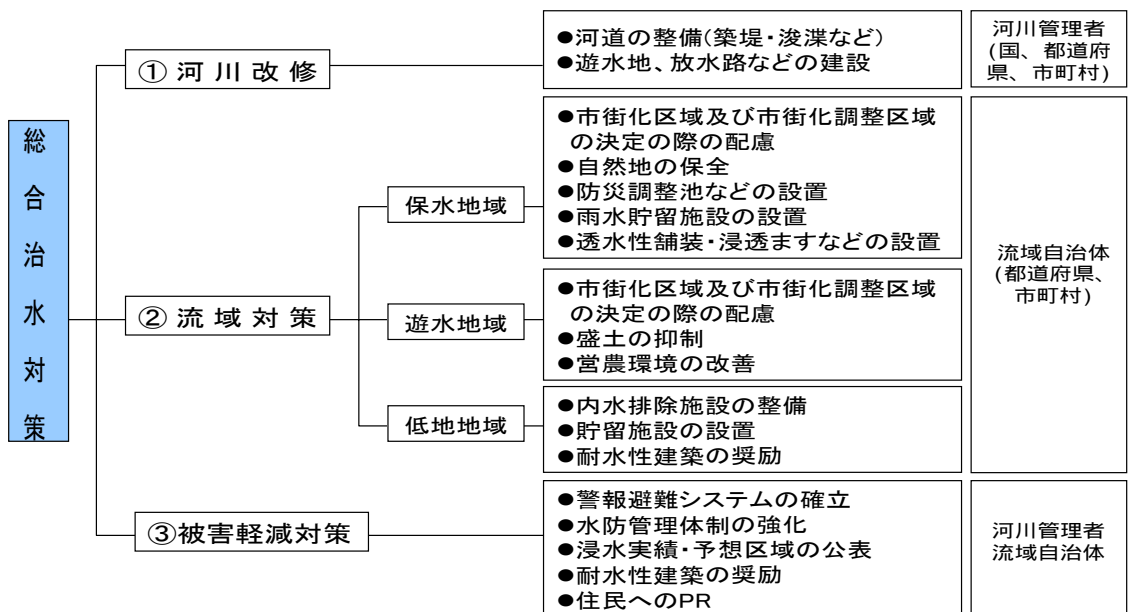 総合治水対策
① 河川改修
●河道の整備(築堤・浚渫など)
●遊水地、放水路などの建設
河川管理者
(国、都道府
県、市町村)
② 流域対策
保水地域
●市街化区域及び市街化調整区域
の決定の際の配慮
●自然地の保全
●防災調整池などの設置
●雨水貯留施設の設置
●透水性舗装・浸透ますなどの設置
遊水地域
●市街化区域及び市街化調整区域
の決定の際の配慮
●盛土の抑制
●営農環境の改善
低地地域
●内水排除施設の整備
●貯留施設の設置
●耐水性建築の奨励
流域自治体
(都道府県、
市町村)
③被害軽減対策
●警報避難システムの確立
●水防管理体制の強化
●浸水実績・予想区域の公表
●耐水性建築の奨励
●住民へのPR
河川管理者
流域自治体